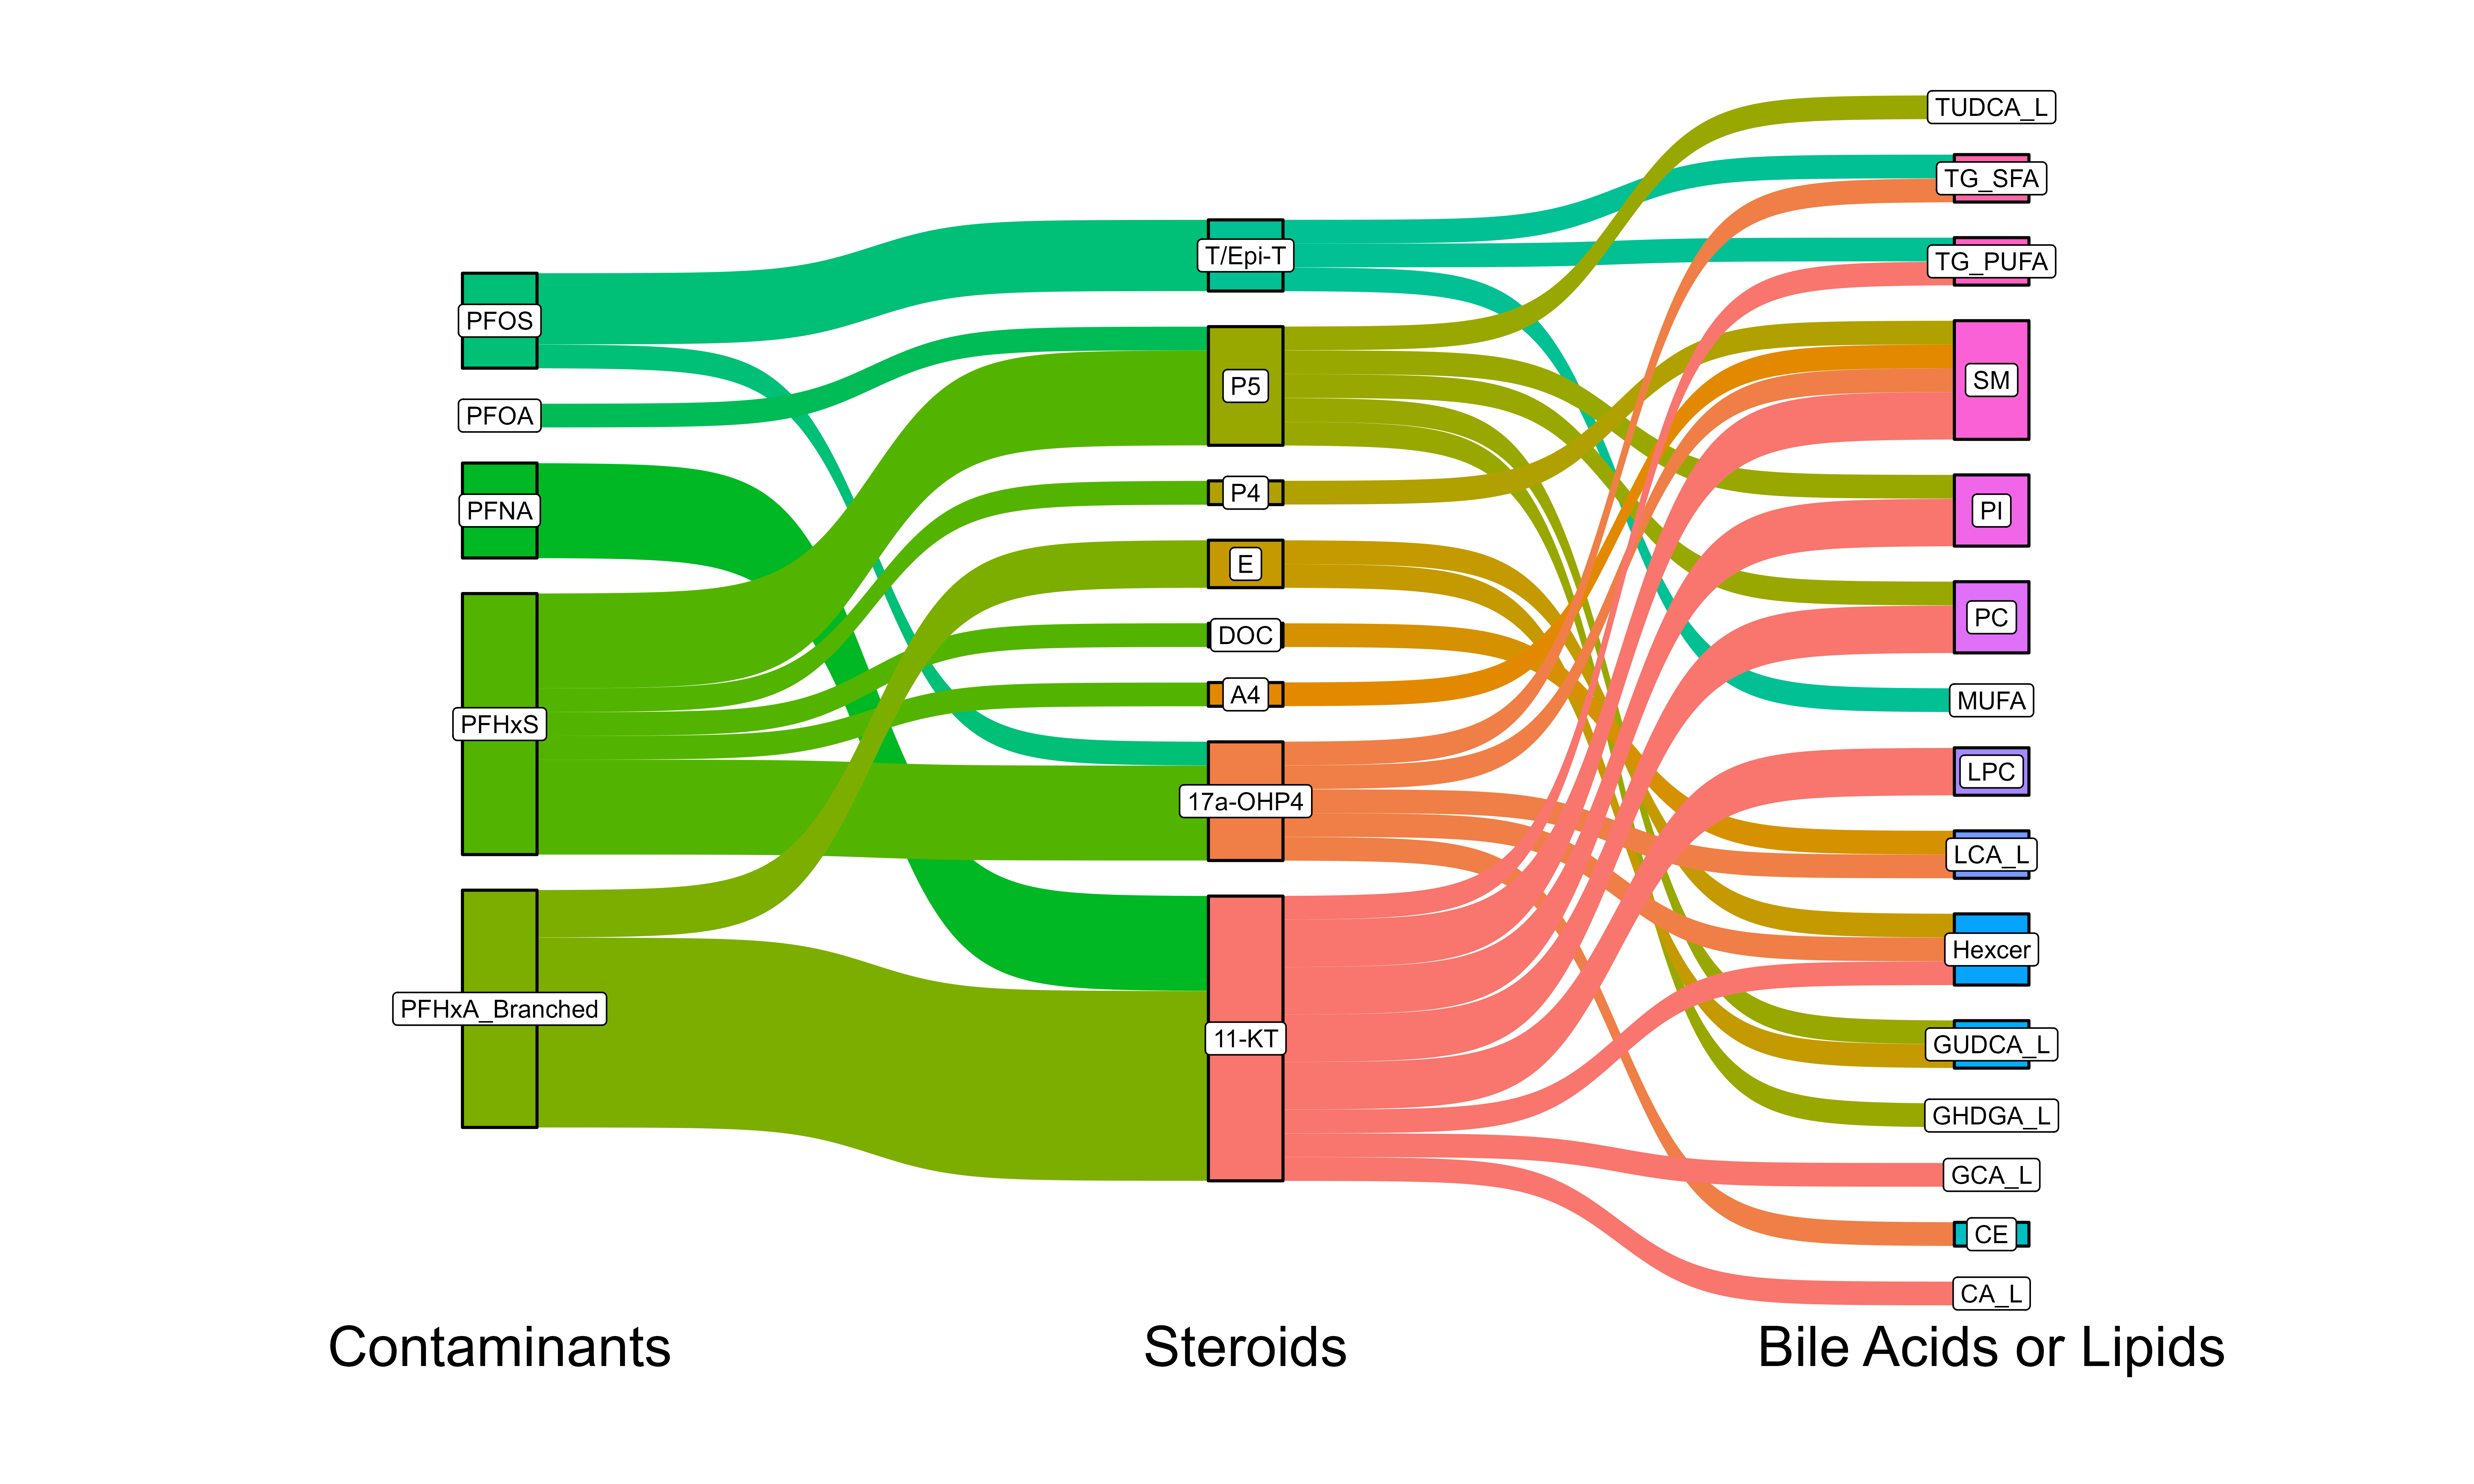 PFOS
PFOA
PFNA
PFHxS
PFHxA_Branched
T/Epi-T
P5
P4
E
DOC
A4
17a-OHP4
11-KT
TUDCA_L
TG_SFA
TG_PUFA
SM
PI
PC
MUFA
LPC
LCA_L
Hexcer
GUDCA_L
GHDGA_L
GCA_L
CE
CA_L
Contaminants
Steroids
Bile Acids or Lipids